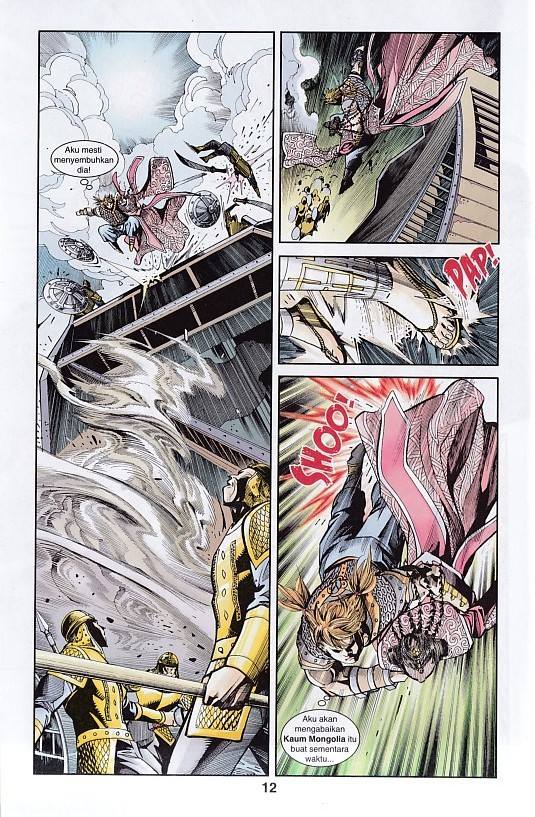 Aku mesti
menyembuhkan
dia!
PAP!
SHOO!
Aku akan
mengabaikan
Kaum Mongolia itu
buat sementara
waktu...
12